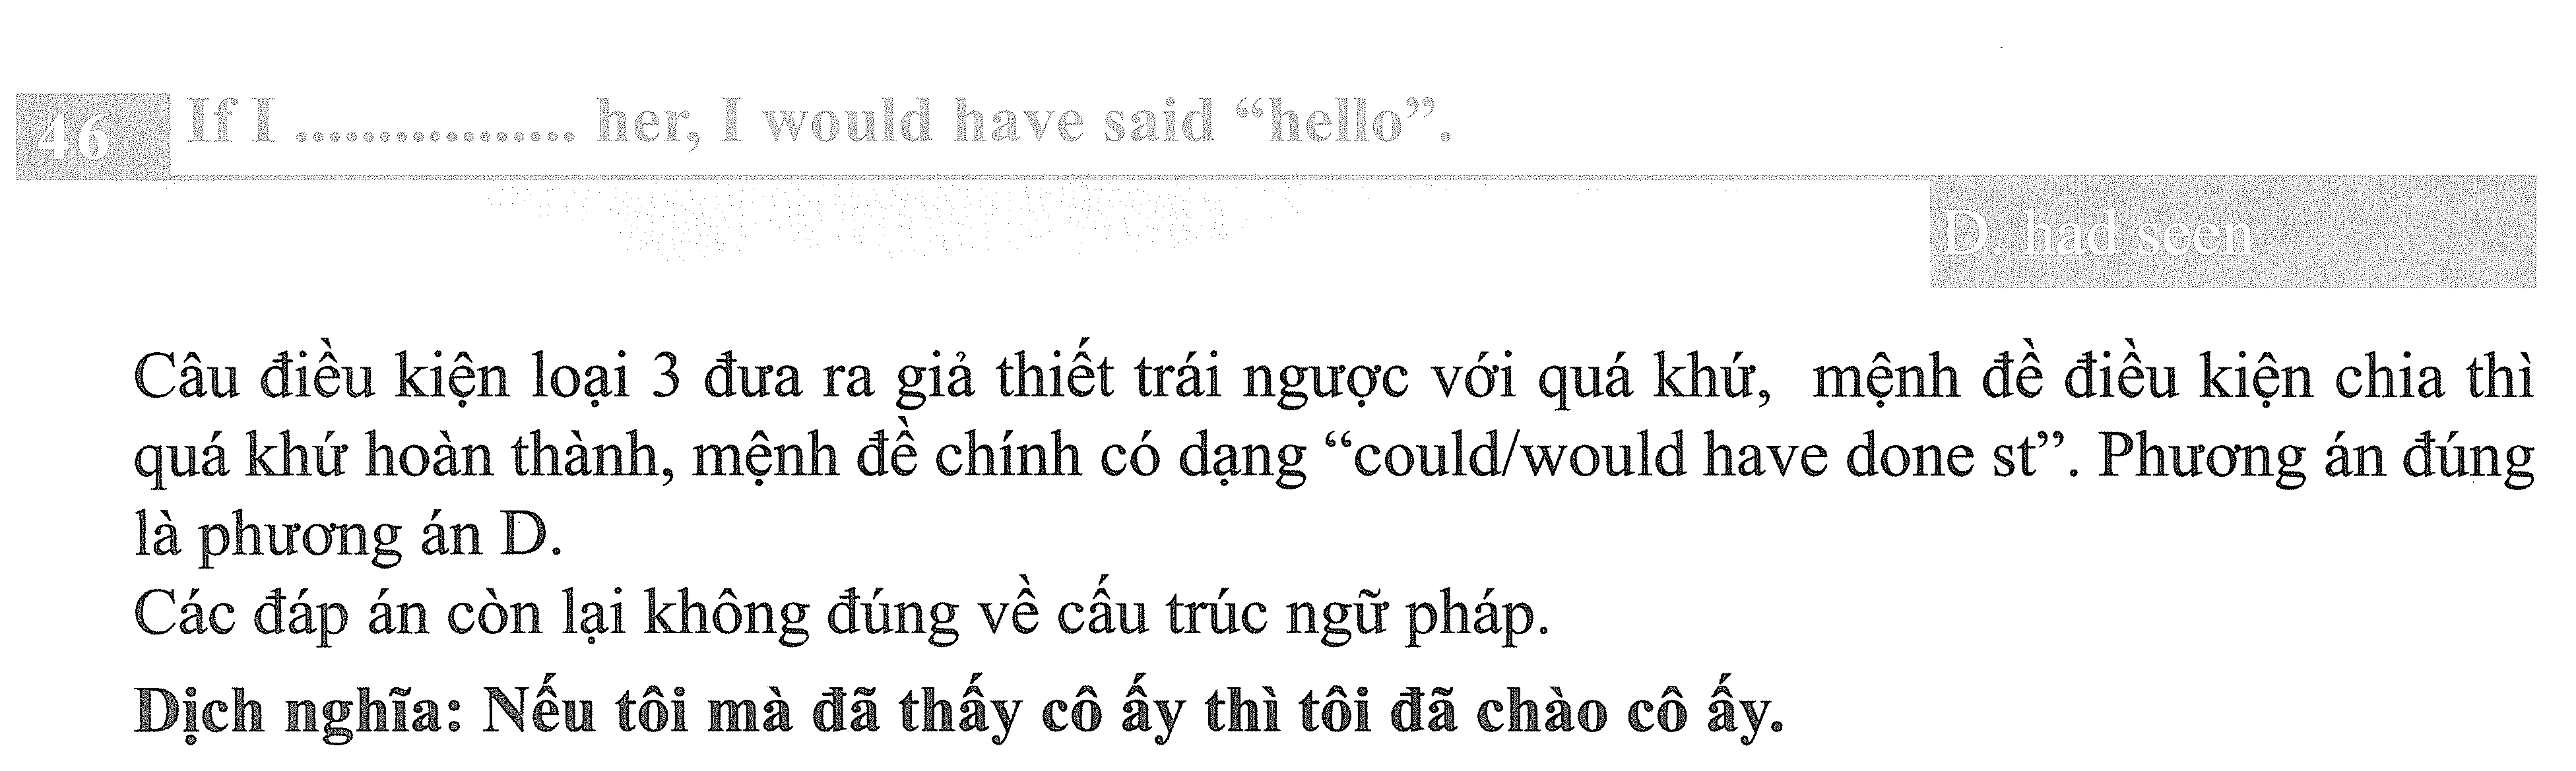 46 If I ................. her, I would have said “hello”.
D. had seen
Câu điều kiện loại 3 đưa ra giả thiết trái ngược với quá khứ, mệnh đề điều kiện chia thì
quá khứ hoàn thành, mệnh đề chính có dạng “could/would have done st”. Phương án đúng
là phương án D.
Các đáp án còn lại không đúng về cấu trúc ngữ pháp.
Dịch nghĩa: Nếu tôi mà đã thấy cô ấy thì tôi đã chào cô ấy.